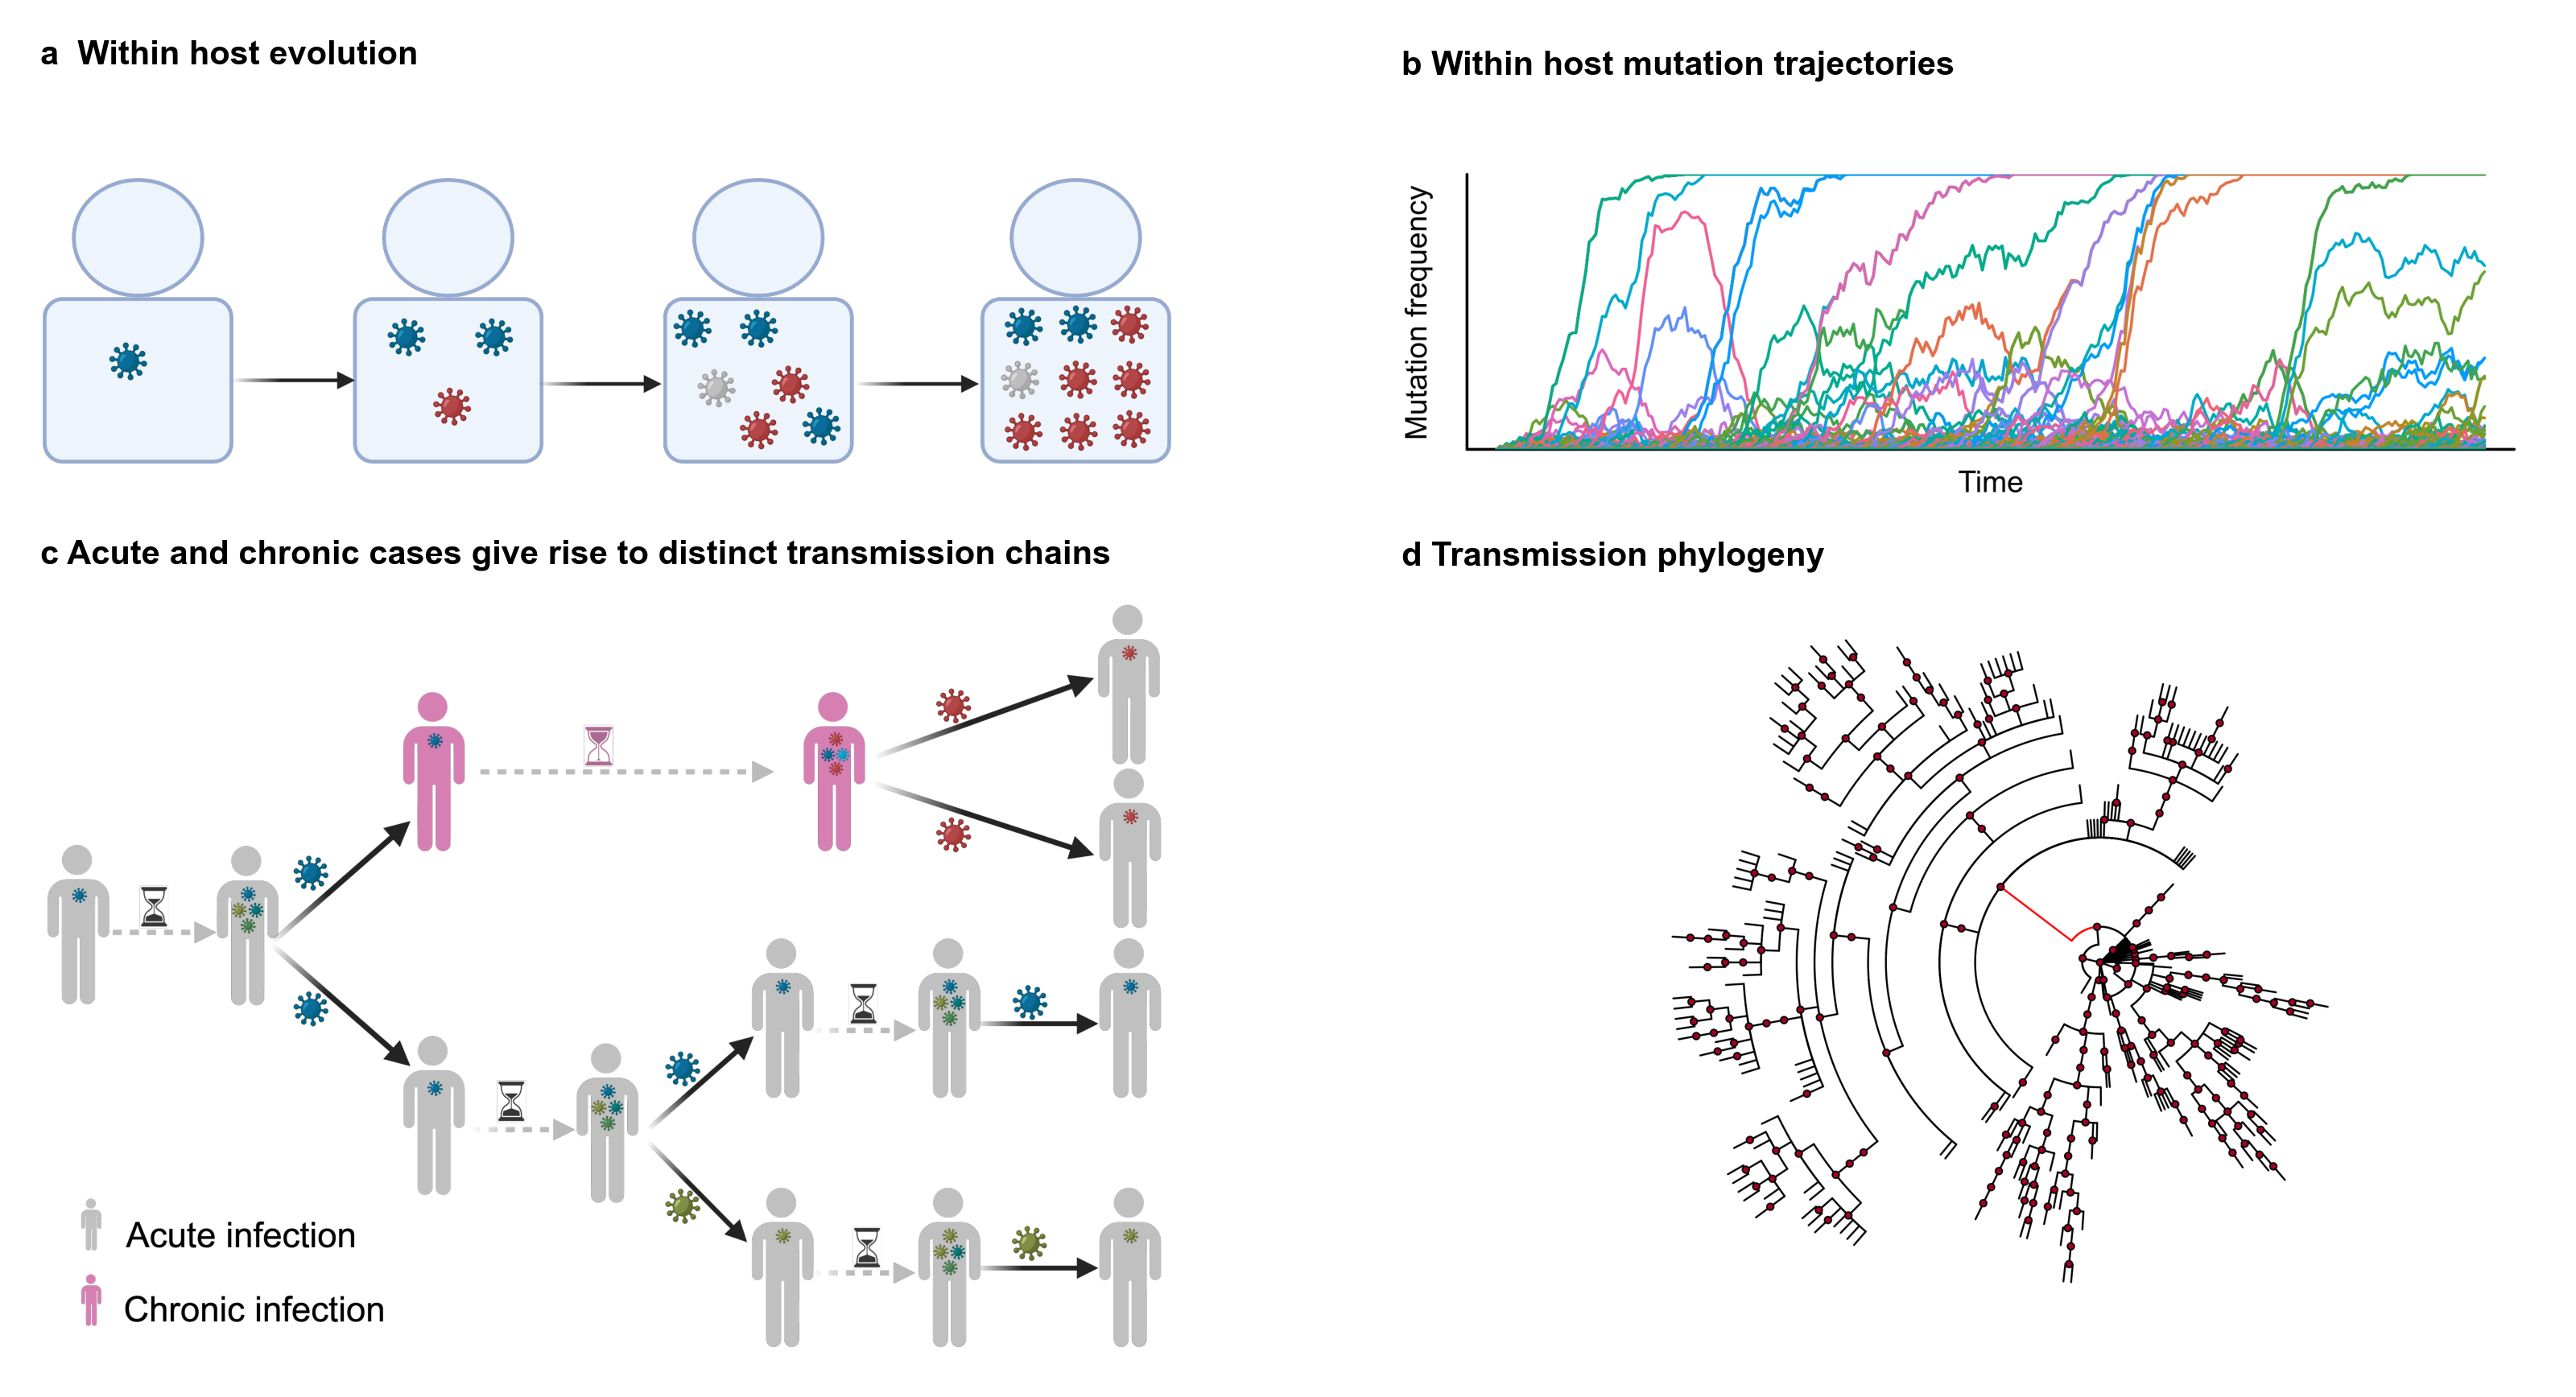 a Within host evolution
b Within host mutation trajectories
Mutation frequency
Time
c Acute and chronic cases give rise to distinct transmission chains
d Transmission phylogeny
Acute infection
Chronic infection